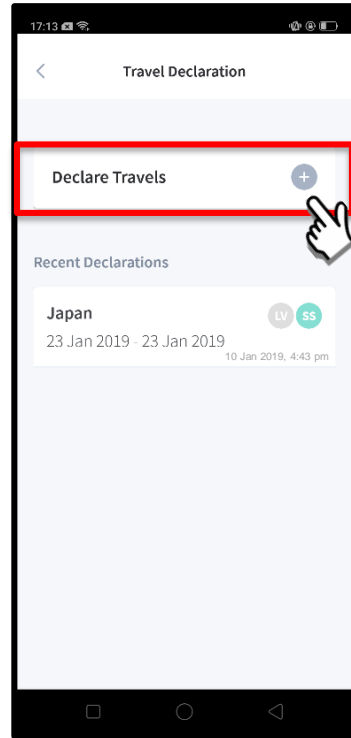 17:13
Travel Declaration
Declare Travels
Recent Declarations
Japan
LV SS
23 Jan 2019 - 23 Jan 2019
10 Jan 2019, 4:43 pm